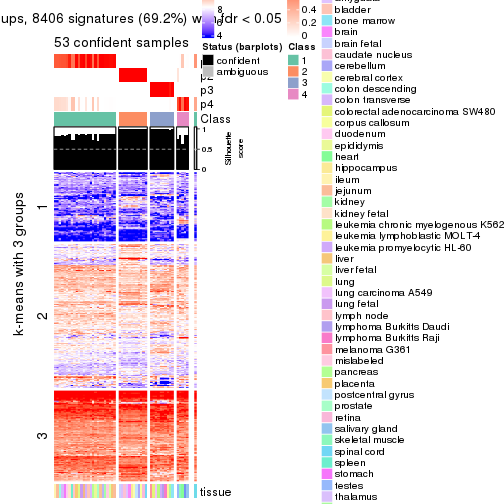 ups, 8406 signatures (69.2%) with fdr < 0.05
53 confident samples
p3
p4
Class
1
0.5
0
Silhouette
score
k-means with 3 groups
1
2
3
tissue
8
6
4
Status (barplots)
confident
ambiguous
0.4
0.2
0
Class
1
2
3
4
bladder
bone marrow
brain
brain fetal
caudate nucleus
cerebellum
cerebral cortex
colon descending
colon transverse
colorectal adenocarcinoma SW480
corpus callosum
duodenum
epididymis
heart
hippocampus
ileum
jejunum
kidney
kidney fetal
leukemia chronic myelogenous K562
leukemia lymphoblastic MOLT-4
leukemia promyelocytic HL-60
liver
liver fetal
lung
lung carcinoma A549
lung fetal
lymph node
lymphoma Burkitts Daudi
lymphoma Burkitts Raji
melanoma G361
mislabeled
pancreas
placenta
postcentral gyrus
prostate
retina
salivary gland
skeletal muscle
spinal cord
spleen
stomach
testes
thalamus